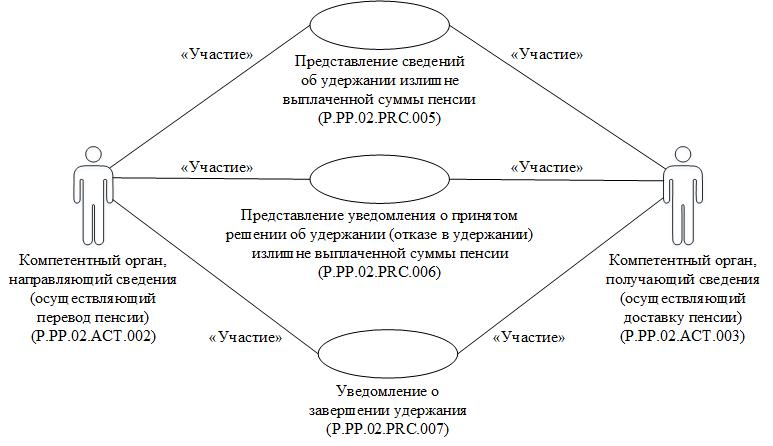 «Участие»
«Участие»
Представление сведений
об удержании излишне
выплаченной суммы пенсии
(P.PP.02.PRC.005)
«Участие»
«Участие»
Представление уведомления о принятом
решении об удержании (отказе в удержании)
излишне выплаченной суммы пенсии
(P.PP.02.PRC.006)
Компетентный орган,
направляющий сведения
(осуществляющий
перевод пенсии)
(P.PP.02.ACT.002)
Компетентный орган,
получающий сведения
(осуществляющий
доставку пенсии)
(P.PP.02.ACT.003)
«Участие»
«Участие»
Уведомление о
завершении удержания
(P.PP.02.PRC.007)